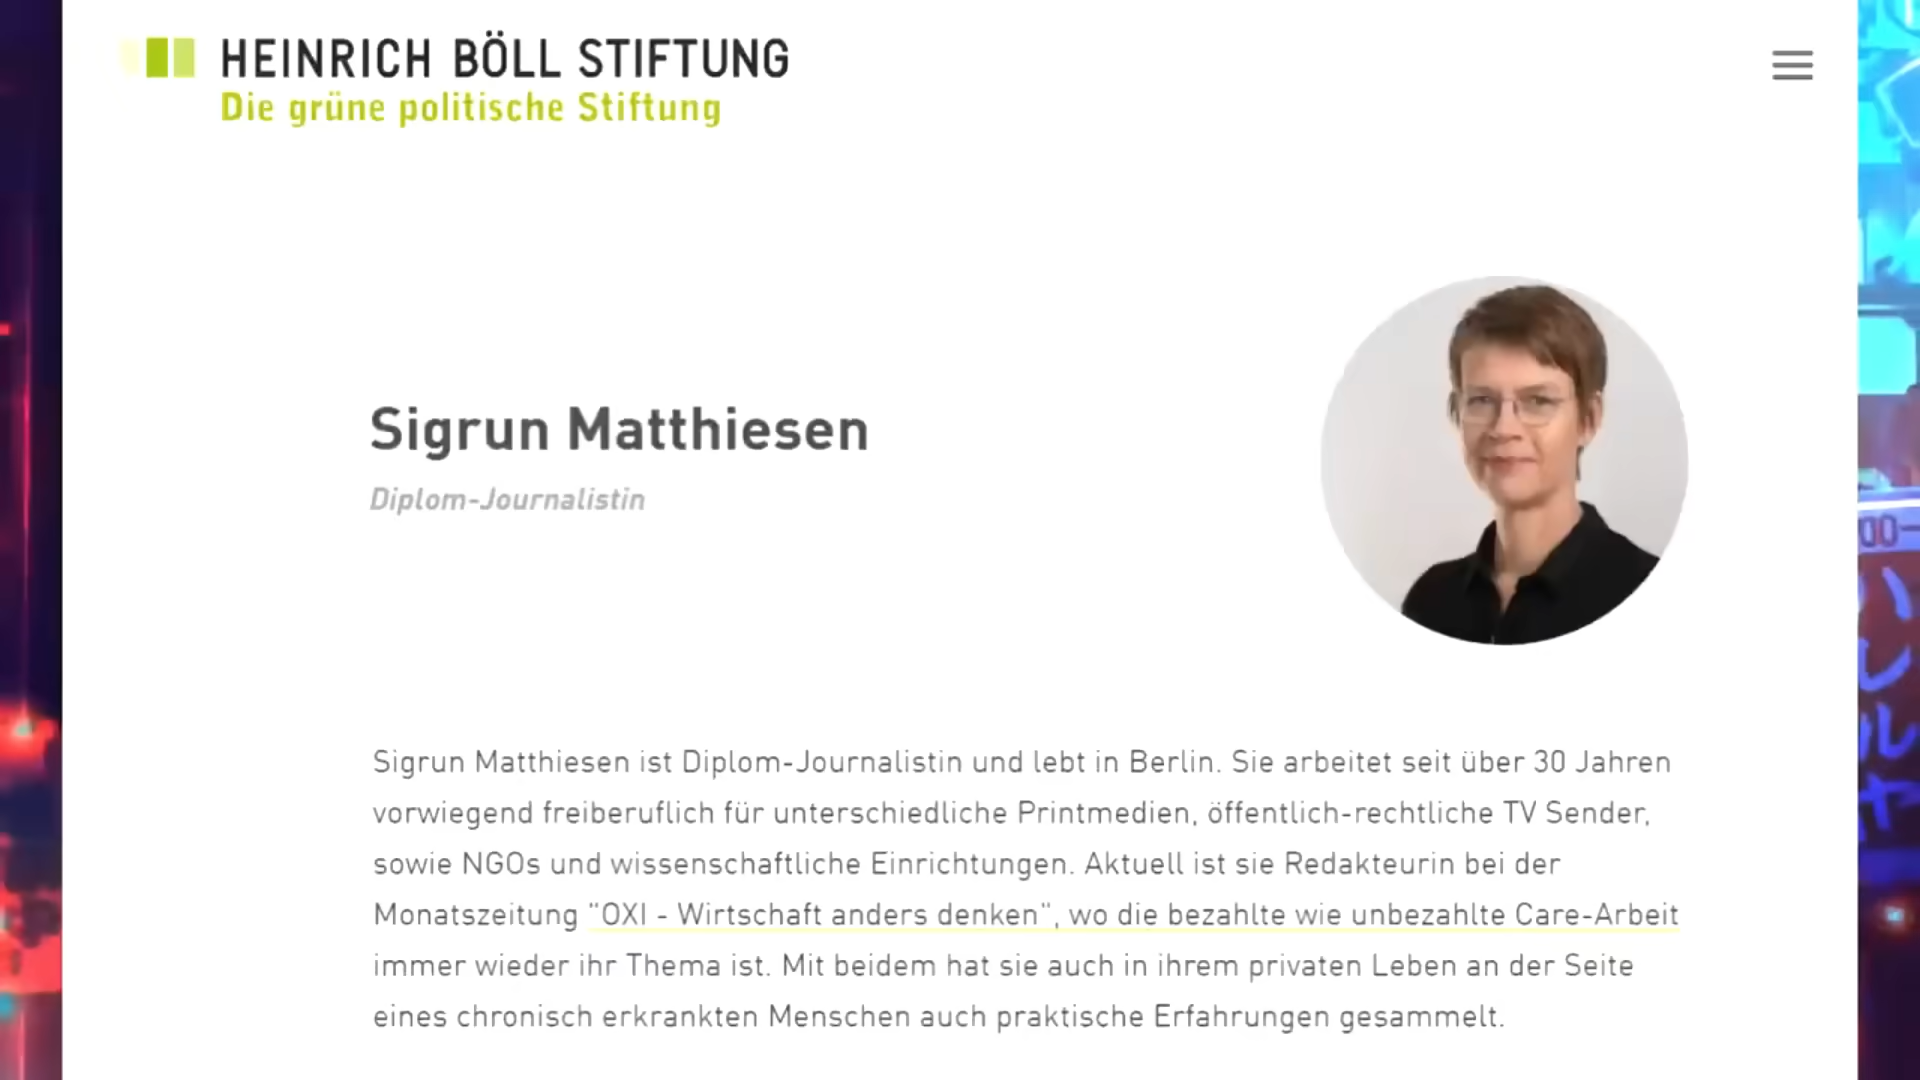 HEINRICH BÖLL STIFTUNG
Die grüne politische Stiftung
Sigrun Matthiesen
Diplom-Journalistin
Sigrun Matthiesen ist Diplom-Journalistin und lebt in Berlin. Sie arbeitet seit über 30 Jahren
vorwiegend freiberuflich für unterschiedliche Printmedien, öffentlich-rechtliche TV Sender,
sowie NGOs und wissenschaftliche Einrichtungen. Aktuell ist sie Redakteurin bei der
Monatszeitung "OXI - Wirtschaft anders denken", wo die bezahlte wie unbezahlte Care-Arbeit
immer wieder ihr Thema ist. Mit beidem hat sie auch in ihrem privaten Leben an der Seite
eines chronisch erkrankten Menschen auch praktische Erfahrungen gesammelt.